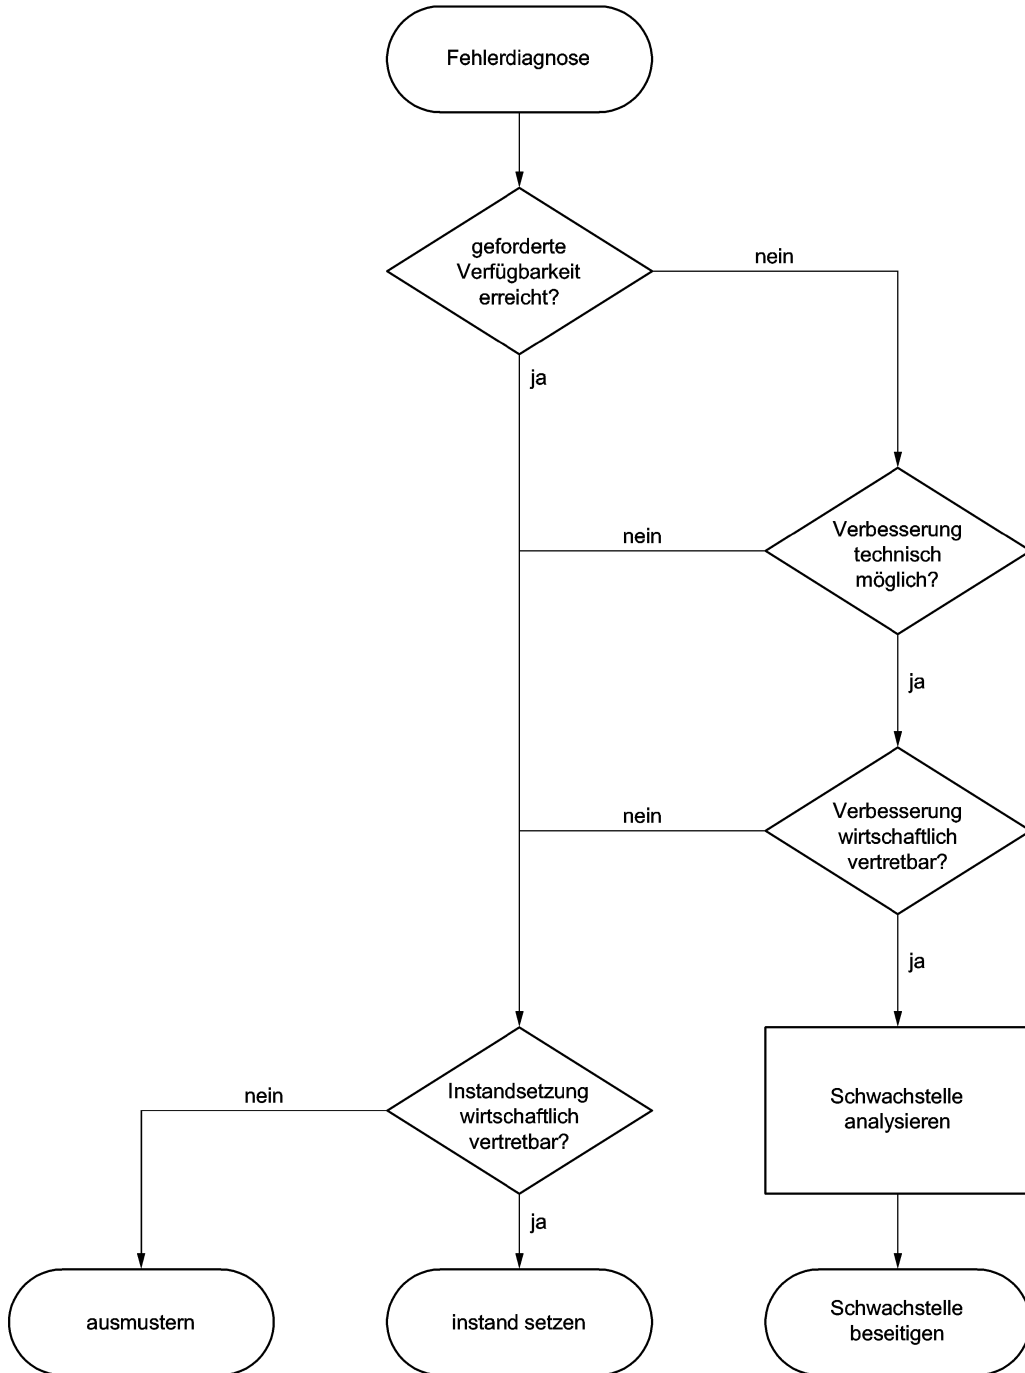 Fehlerdiagnose
geforderte
Verfügbarkeit
erreicht?
nein
ja
Verbesserung
technisch
möglich?
nein
ja
Verbesserung
wirtschaftlich
vertretbar?
nein
ja
Instandsetzung
wirtschaftlich
vertretbar?
nein
ja
Schwachstelle
analysieren
ausmustern
instand setzen
Schwachstelle
beseitigen